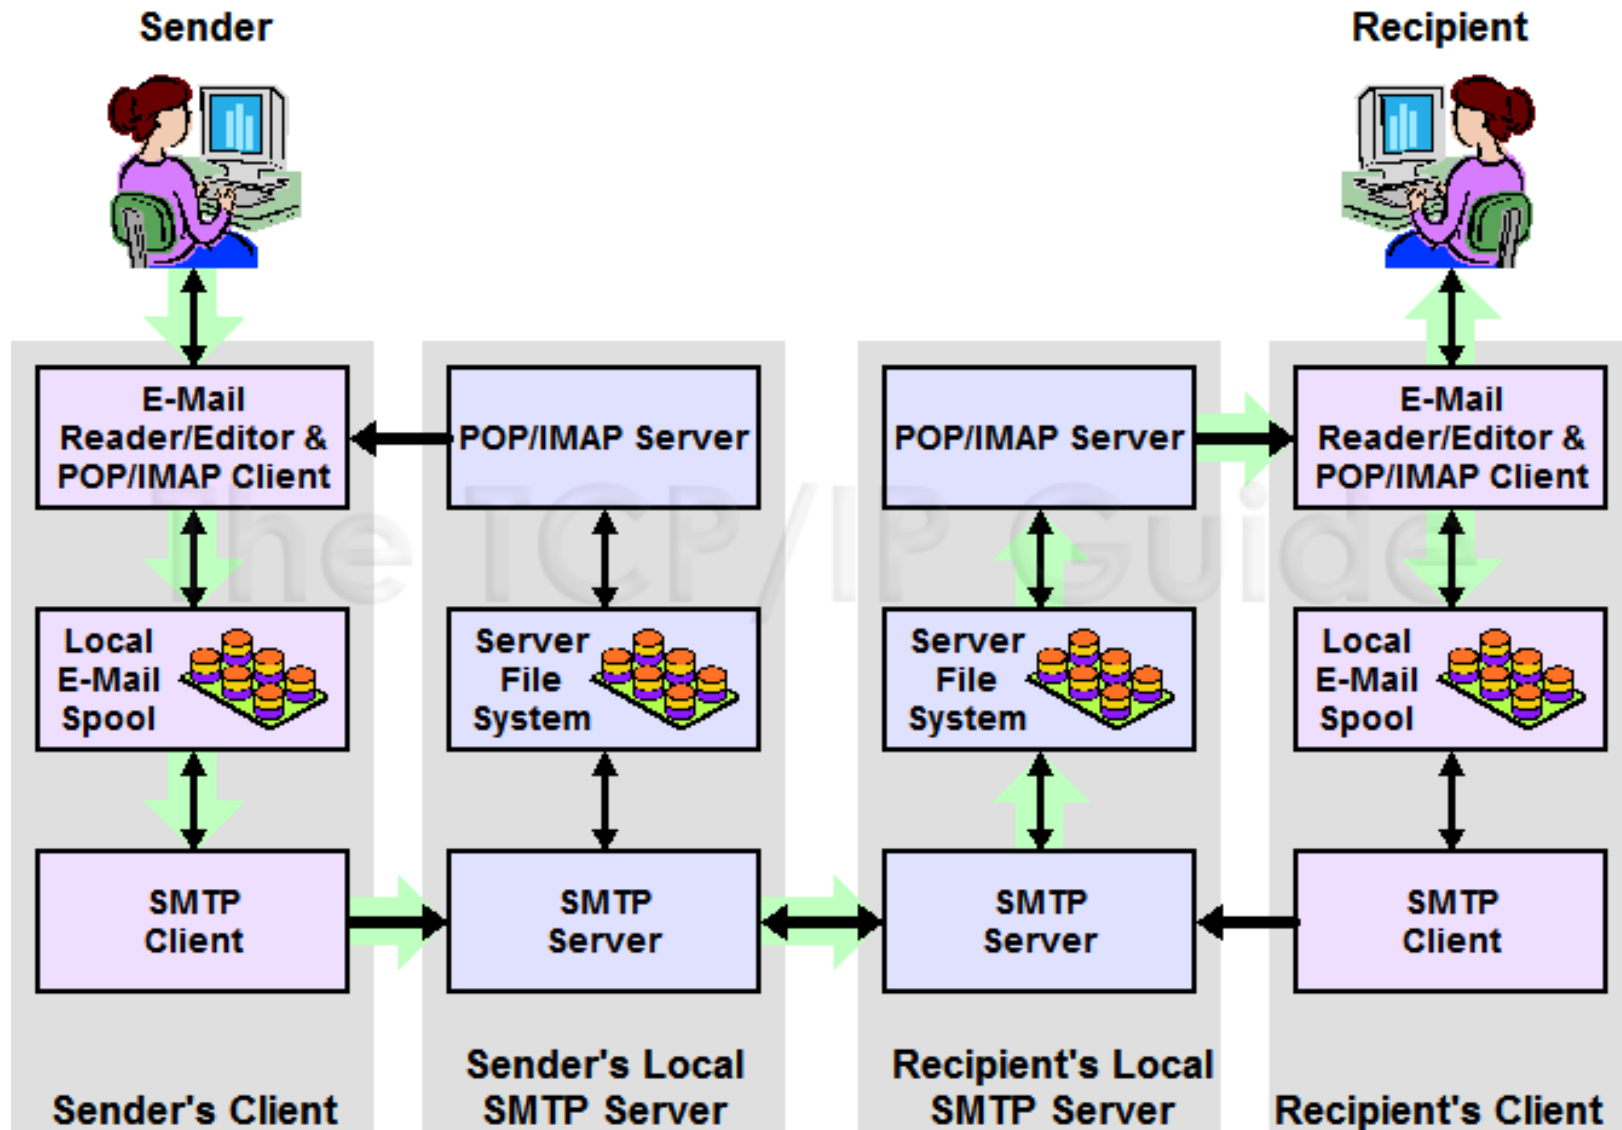 Sender
Recipient
E-Mail
Reader/Editor &
POP/IMAP Client
POP/IMAP Server
POP/IMAP Server
E-Mail
Reader/Editor &
POP/IMAP Client
The TCP/IP Guide
Local
E-Mail
Spool
Server
File
System
Server
File
System
Local
E-Mail
Spool
SMTP
Client
SMTP
Server
SMTP
Server
SMTP
Client
Sender's Client
Sender's Local
SMTP Server
Recipient's Local
SMTP Server
Recipient's Client